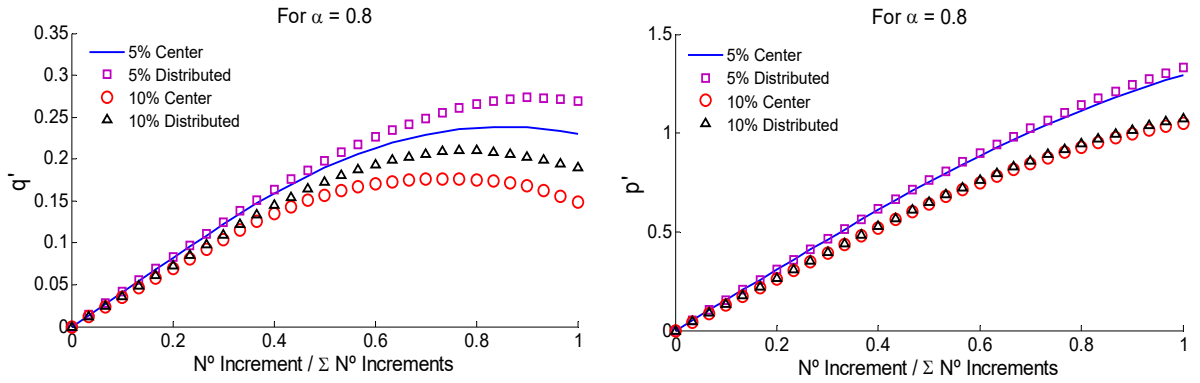 For α = 0.8
0.35
0.3
0.25
0.2
0.15
0.1
0.05
0
q'
5% Center
5% Distributed
10% Center
10% Distributed
0 0.2 0.4 0.6 0.8 1
Nº Increment / Σ Nº Increments
For α = 0.8
1.5
1
0.5
0
p'
5% Center
5% Distributed
10% Center
10% Distributed
0 0.2 0.4 0.6 0.8 1
Nº Increment / Σ Nº Increments